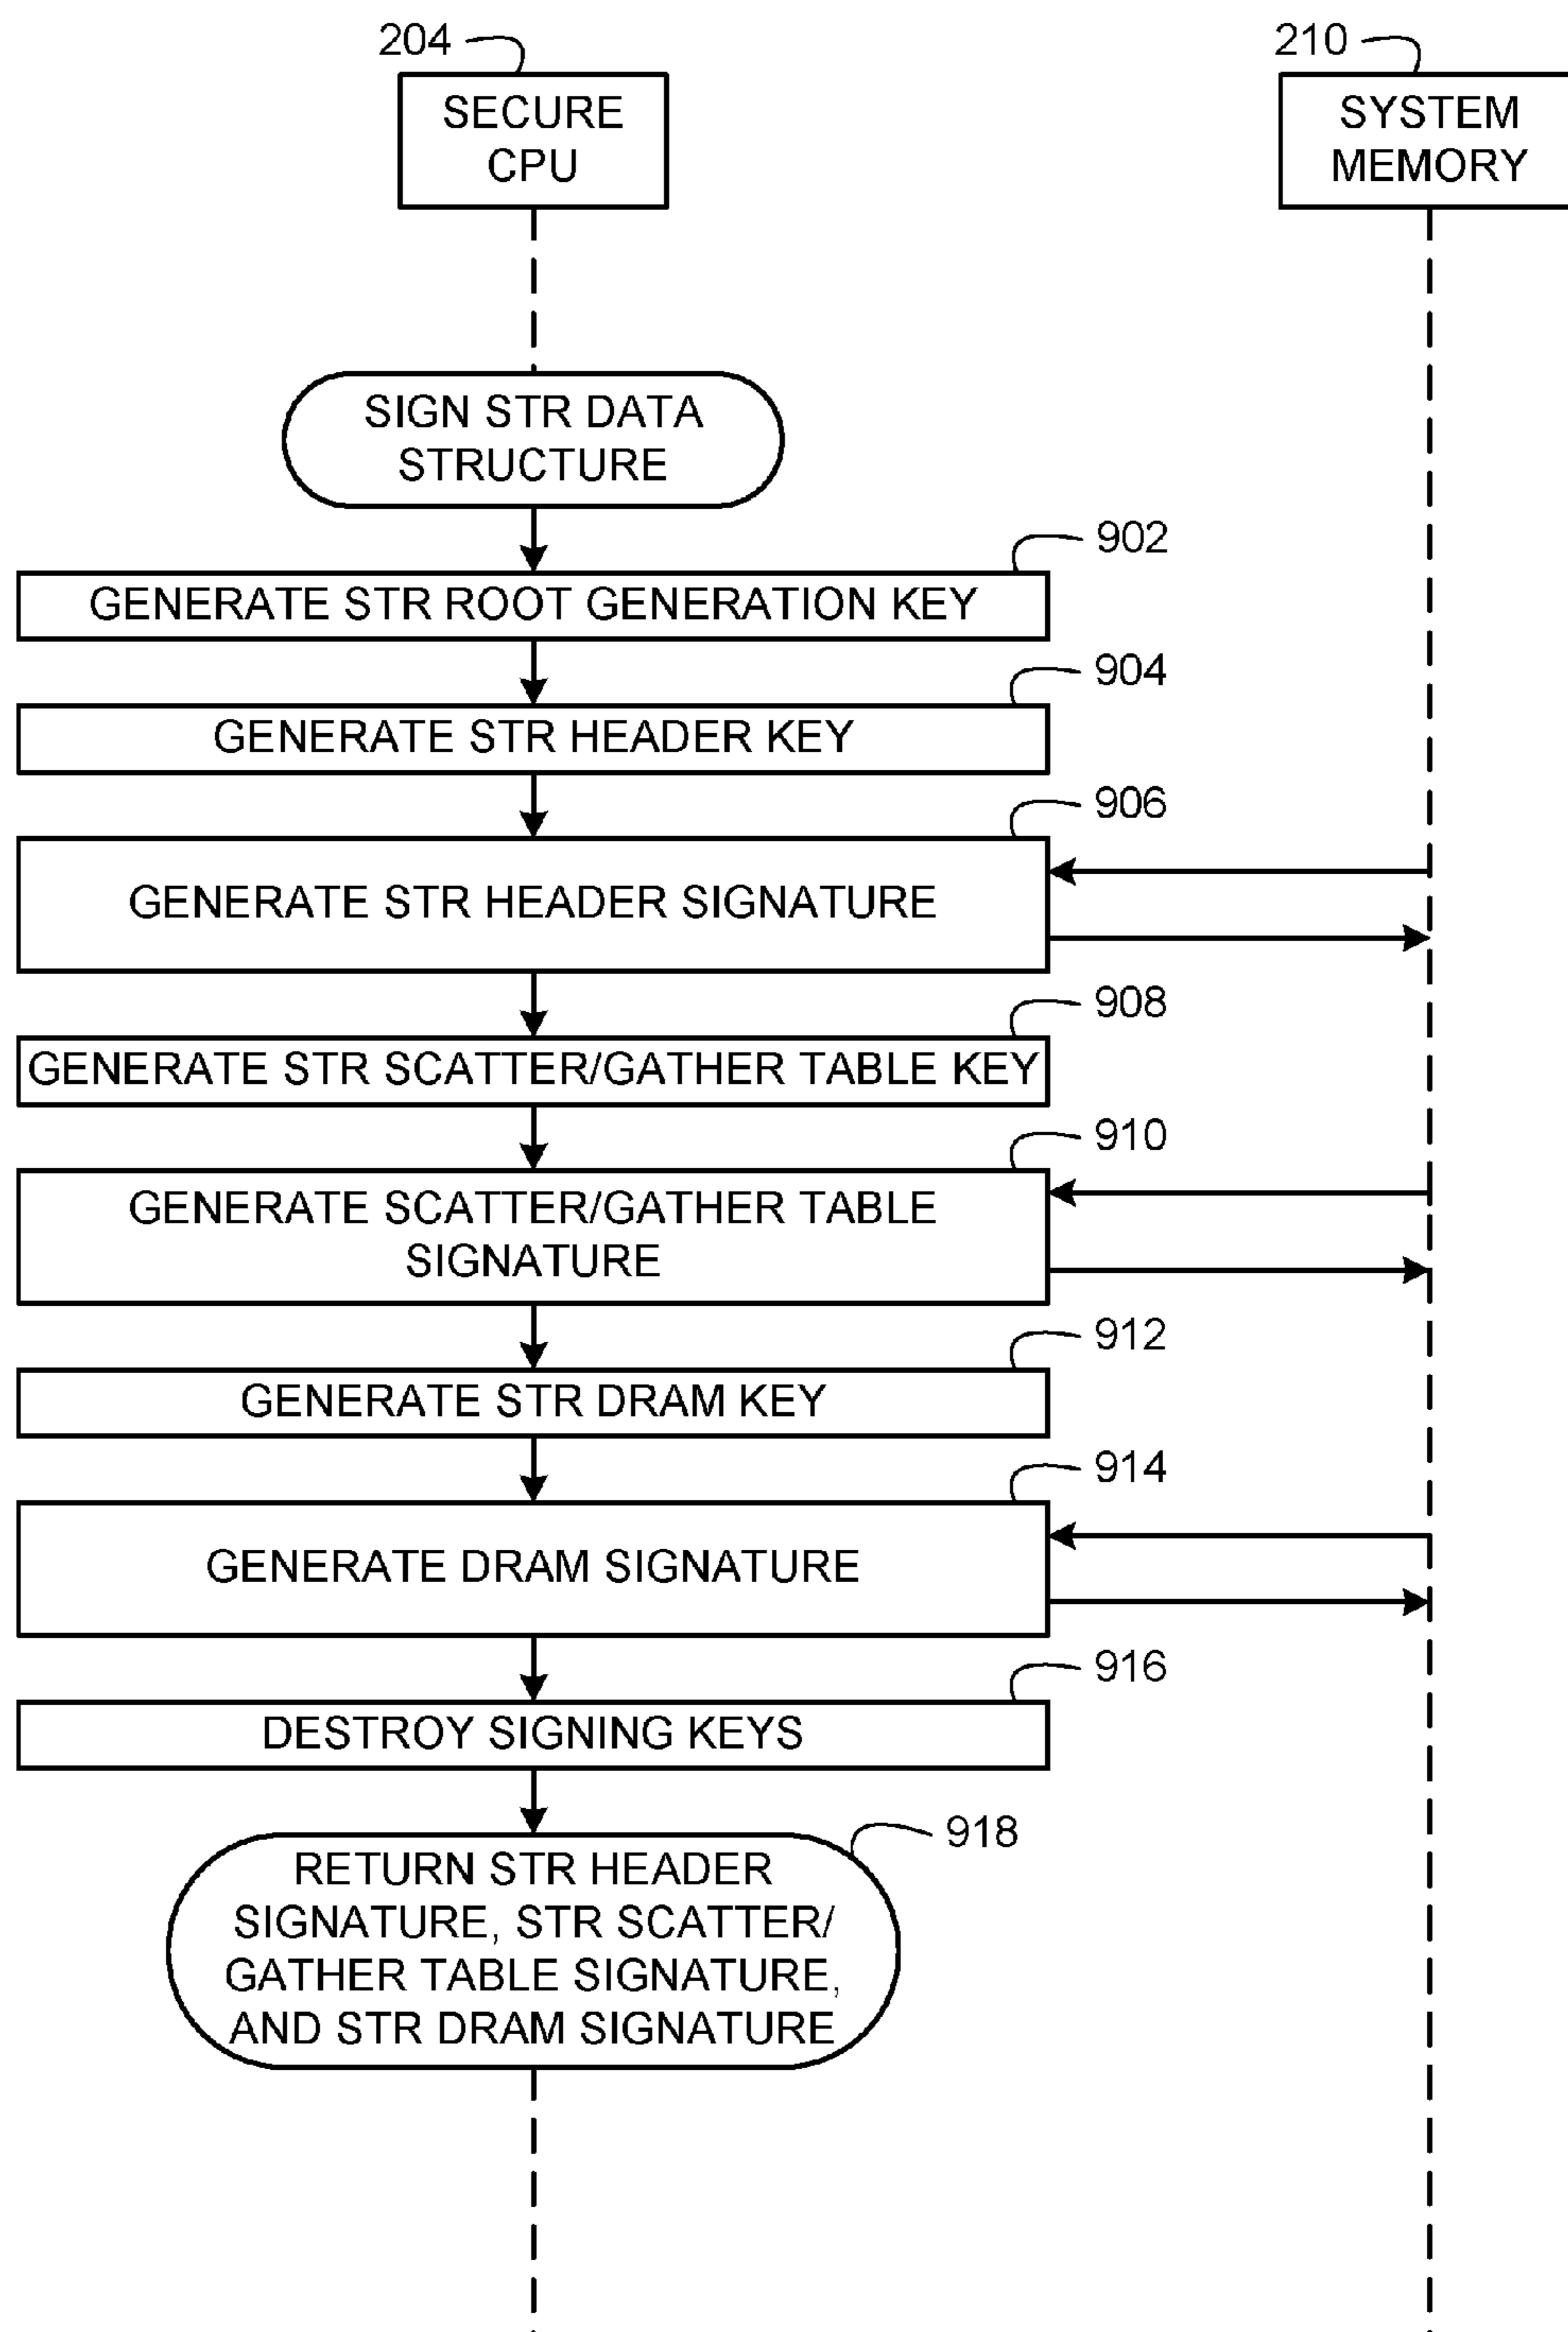 204
210
SECURE
CPU
SYSTEM
MEMORY
SIGN STR DATA
STRUCTURE
902
GENERATE STR ROOT GENERATION KEY
904
GENERATE STR HEADER KEY
906
GENERATE STR HEADER SIGNATURE
908
GENERATE STR SCATTER/GATHER TABLE KEY
910
GENERATE SCATTER/GATHER TABLE
SIGNATURE
912
GENERATE STR DRAM KEY
914
GENERATE DRAM SIGNATURE
916
DESTROY SIGNING KEYS
918
RETURN STR HEADER
SIGNATURE, STR SCATTER/
GATHER TABLE SIGNATURE,
AND STR DRAM SIGNATURE